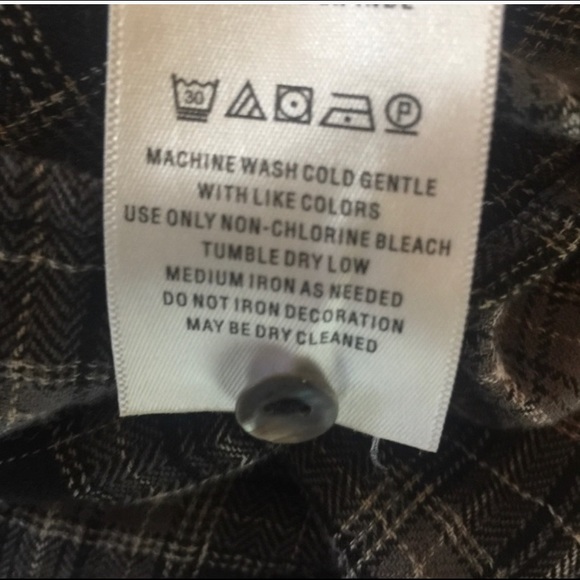 30 P
MACHINE WASH COLD GENTLE
WITH LIKE COLORS
USE ONLY NON-CHLORINE BLEACH
TUMBLE DRY LOW
MEDIUM IRON AS NEEDED
DO NOT IRON DECORATION
MAY BE DRY CLEANED